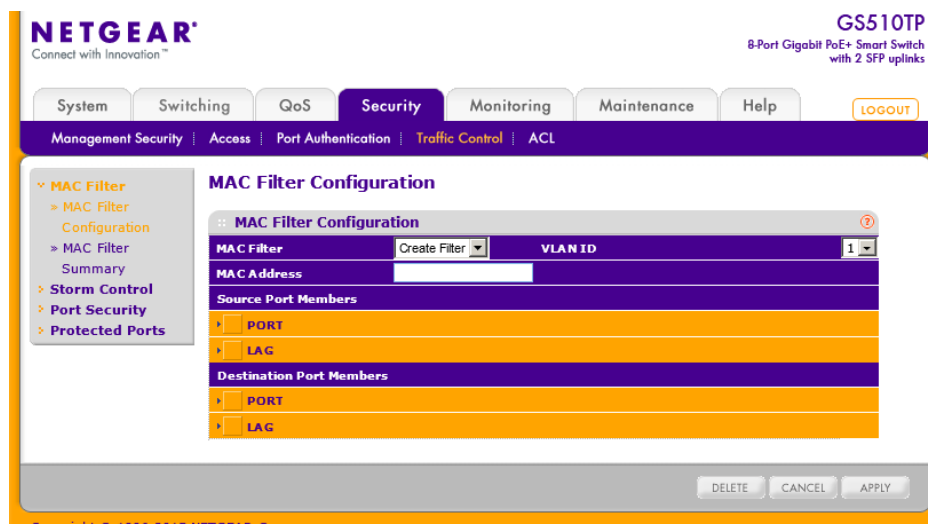 NETGEAR®
Connect with Innovation™
GS510TP
8-Port Gigabit PoE+ Smart Switch
with 2 SFP uplinks
System Switching QoS Security Monitoring Maintenance Help LOGOUT
Management Security Access Port Authentication Traffic Control ACL
MAC Filter
» MAC Filter
Configuration
» MAC Filter
Summary
Storm Control
Port Security
Protected Ports
MAC Filter Configuration
MAC Filter Configuration ?
MAC Filter Create Filter VLAN ID 1
MAC Address
Source Port Members
PORT
LAG
Destination Port Members
PORT
LAG
DELETE CANCEL APPLY